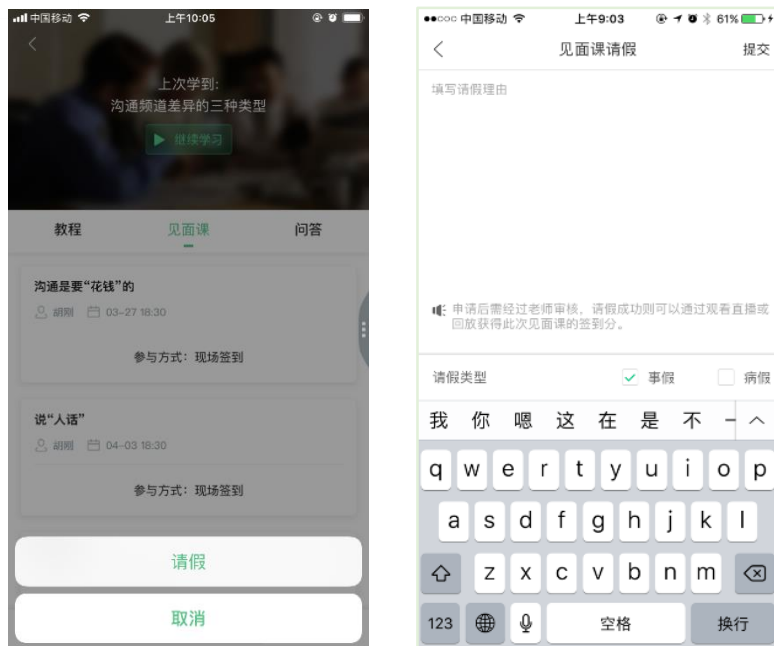 中国移动
上午10:05
上次学到:
沟通频道差异的三种类型
继续学习
教程
见面课
问答
沟通是要“花钱”的
胡刚 03-27 18:30
参与方式：现场签到
说“人话”
胡刚 04-03 18:30
参与方式：现场签到
请假
取消
中国移动
上午9:03
61%
见面课请假
提交
填写请假理由
申请后需经过老师审核，请假成功则可以通过观看直播或
回放获得此次见面课的签到分。
请假类型
事假
病假
我 你 嗯 这 在 是 不 一
q w e r t y u i o p
a s d f g h j k l
z x c v b n m
123
空格
换行